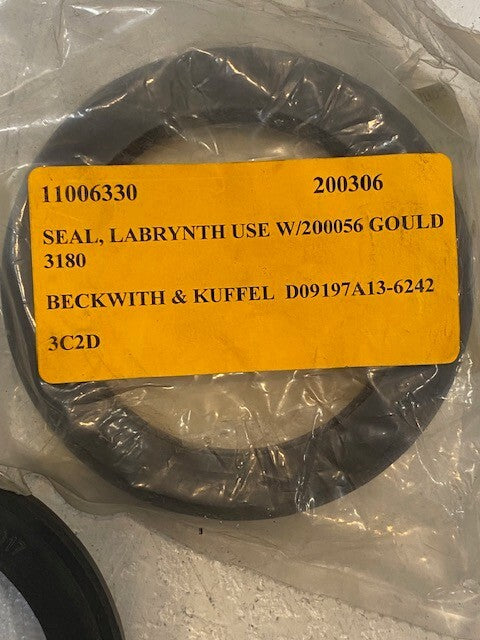 11006330 200306
SEAL, LABRYNTH USE W/200056 GOULD
3180
BECKWITH & KUFFEL D09197A13-6242
3C2D